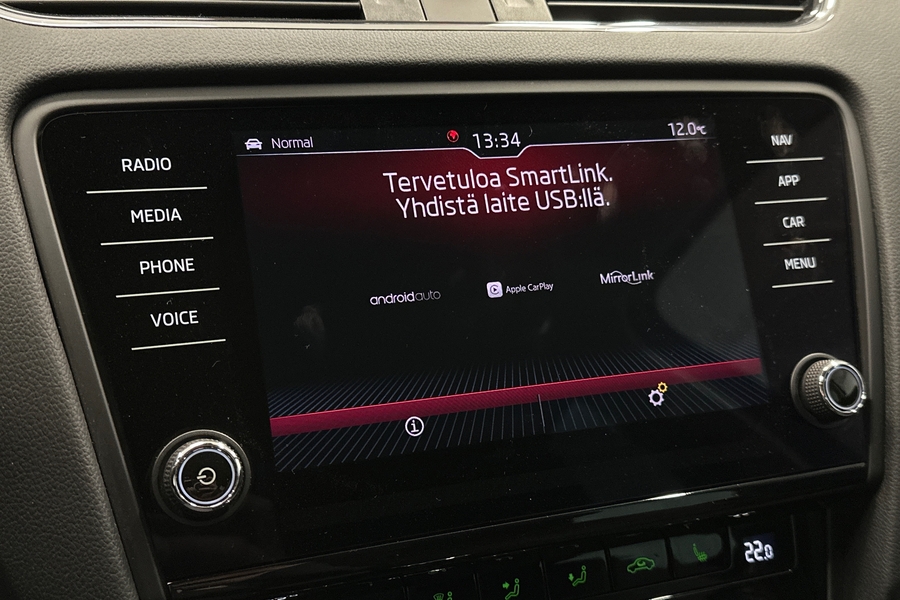 Normal
13:34
12.0°C
RADIO
MEDIA
PHONE
VOICE
Tervetuloa SmartLink.
Yhdistä laite USB:llä.
androidauto
Apple CarPlay
MirrorLink
NAV
APP
CAR
MENU
22.0